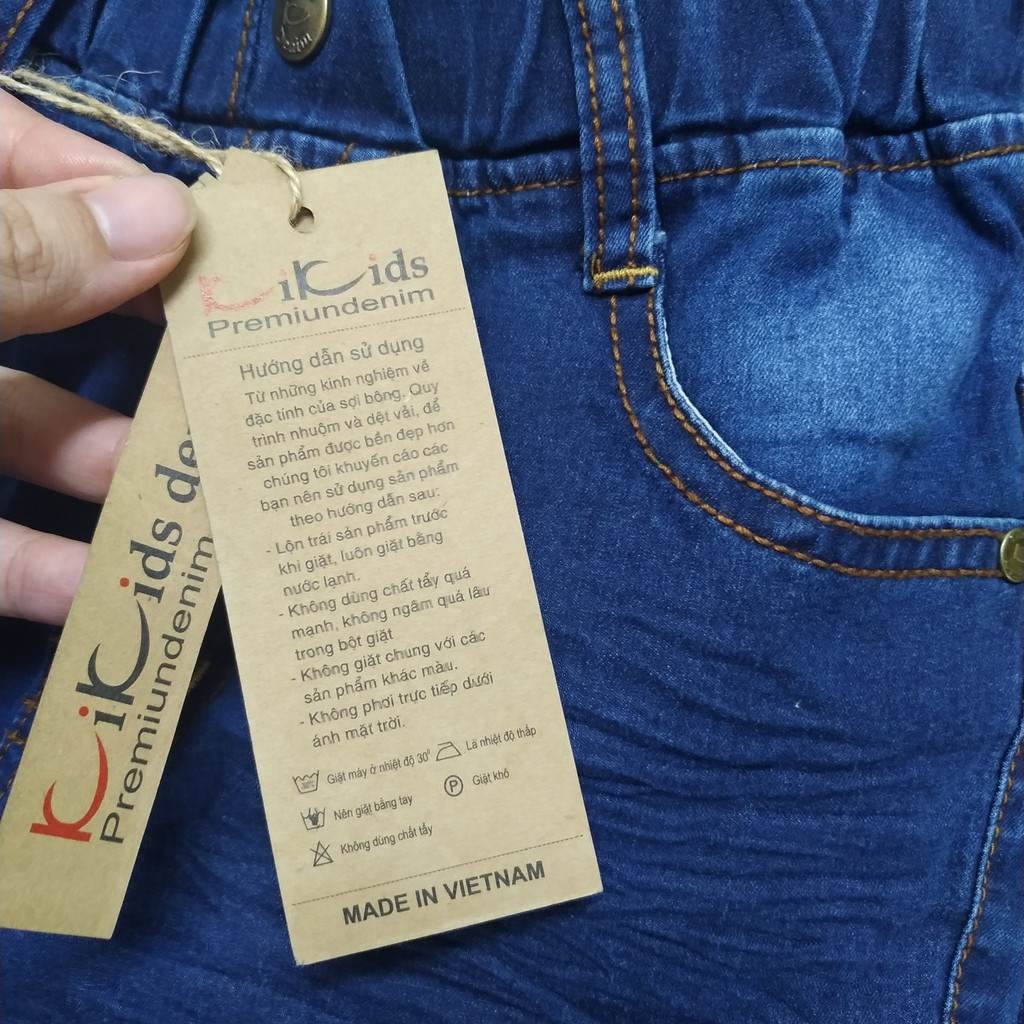 KiKids
Premiundenim
Hướng dẫn sử dụng
Từ những kinh nghiệm về
đặc tính của sợi bông. Quy
trình nhuộm và dệt vải, để
sản phẩm được bền đẹp hơn
chúng tôi khuyến cáo các
bạn nên sử dụng sản phẩm
theo hướng dẫn sau:
- Lộn trái sản phẩm trước
khi giặt, luôn giặt bằng
nước lạnh.
- Không dùng chất tẩy quá
mạnh, không ngâm quá lâu
trong bột giặt
- Không giặt chung với các
sản phẩm khác màu.
- Không phơi trực tiếp dưới
ánh mặt trời.
Giặt máy ở nhiệt độ 30⁰
Là nhiệt độ thấp
Nên giặt bằng tay
P Giặt khô
Không dùng chất tẩy
MADE IN VIETNAM
KiKids de
Premiundenim